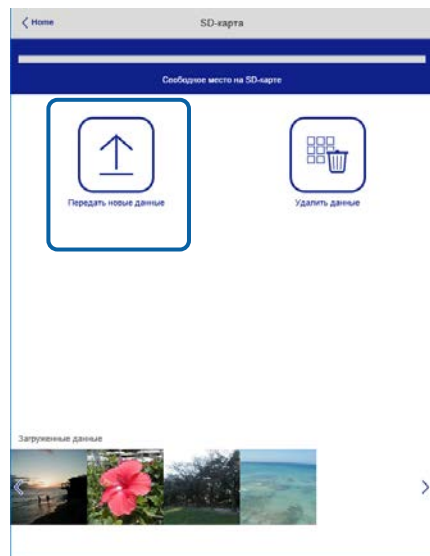 Home
SD-карта
Свободное место на SD-карте
Передать новые данные
Удалить данные
Загруженные данные